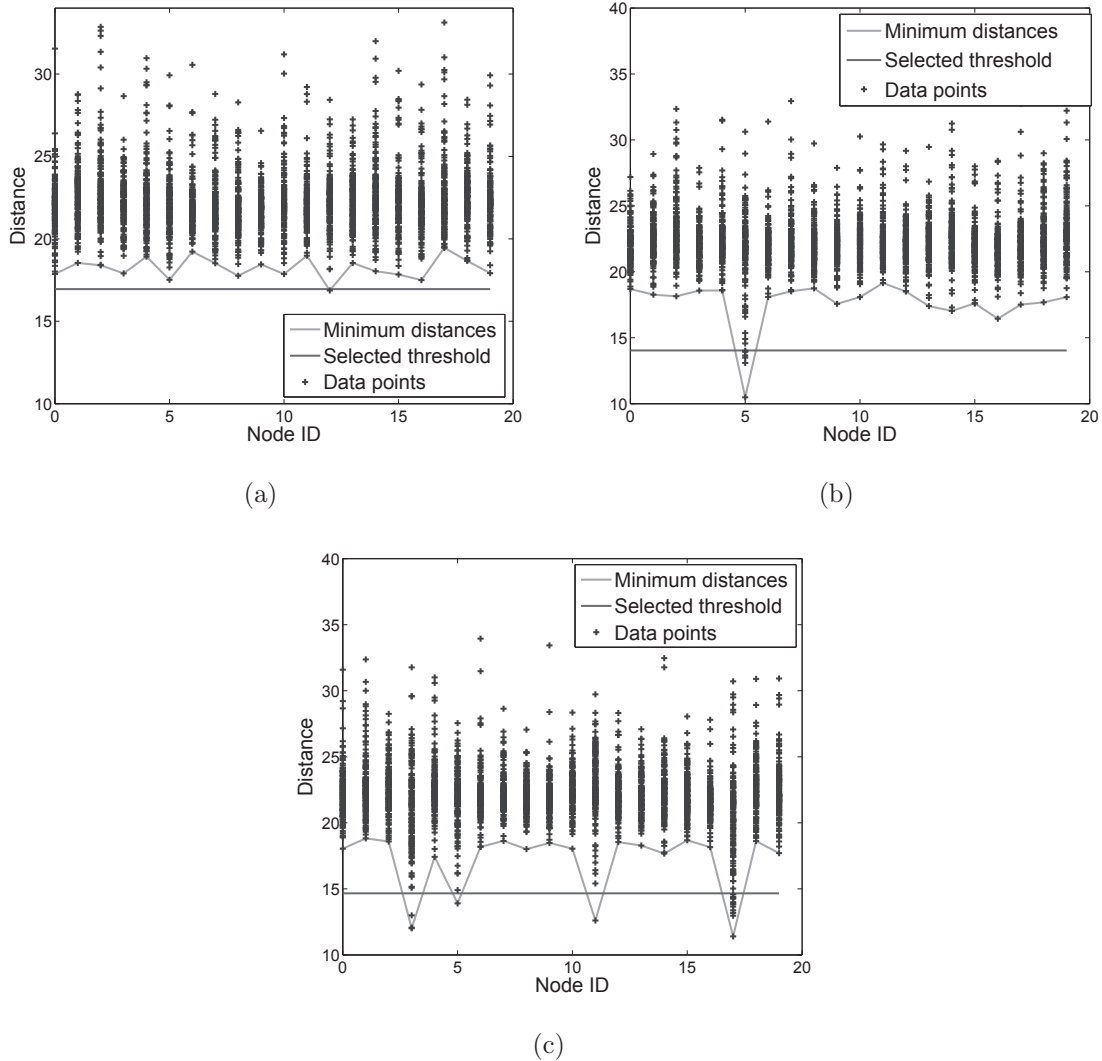 30
25
20
15
10
Distance
0 5 10 15 20
Node ID
Minimum distances
Selected threshold
Data points
(a)
40
35
30
25
20
15
10
Distance
0 5 10 15 20
Node ID
Minimum distances
Selected threshold
Data points
(b)
40
35
30
25
20
15
10
Distance
0 5 10 15 20
Node ID
Minimum distances
Selected threshold
Data points
(c)